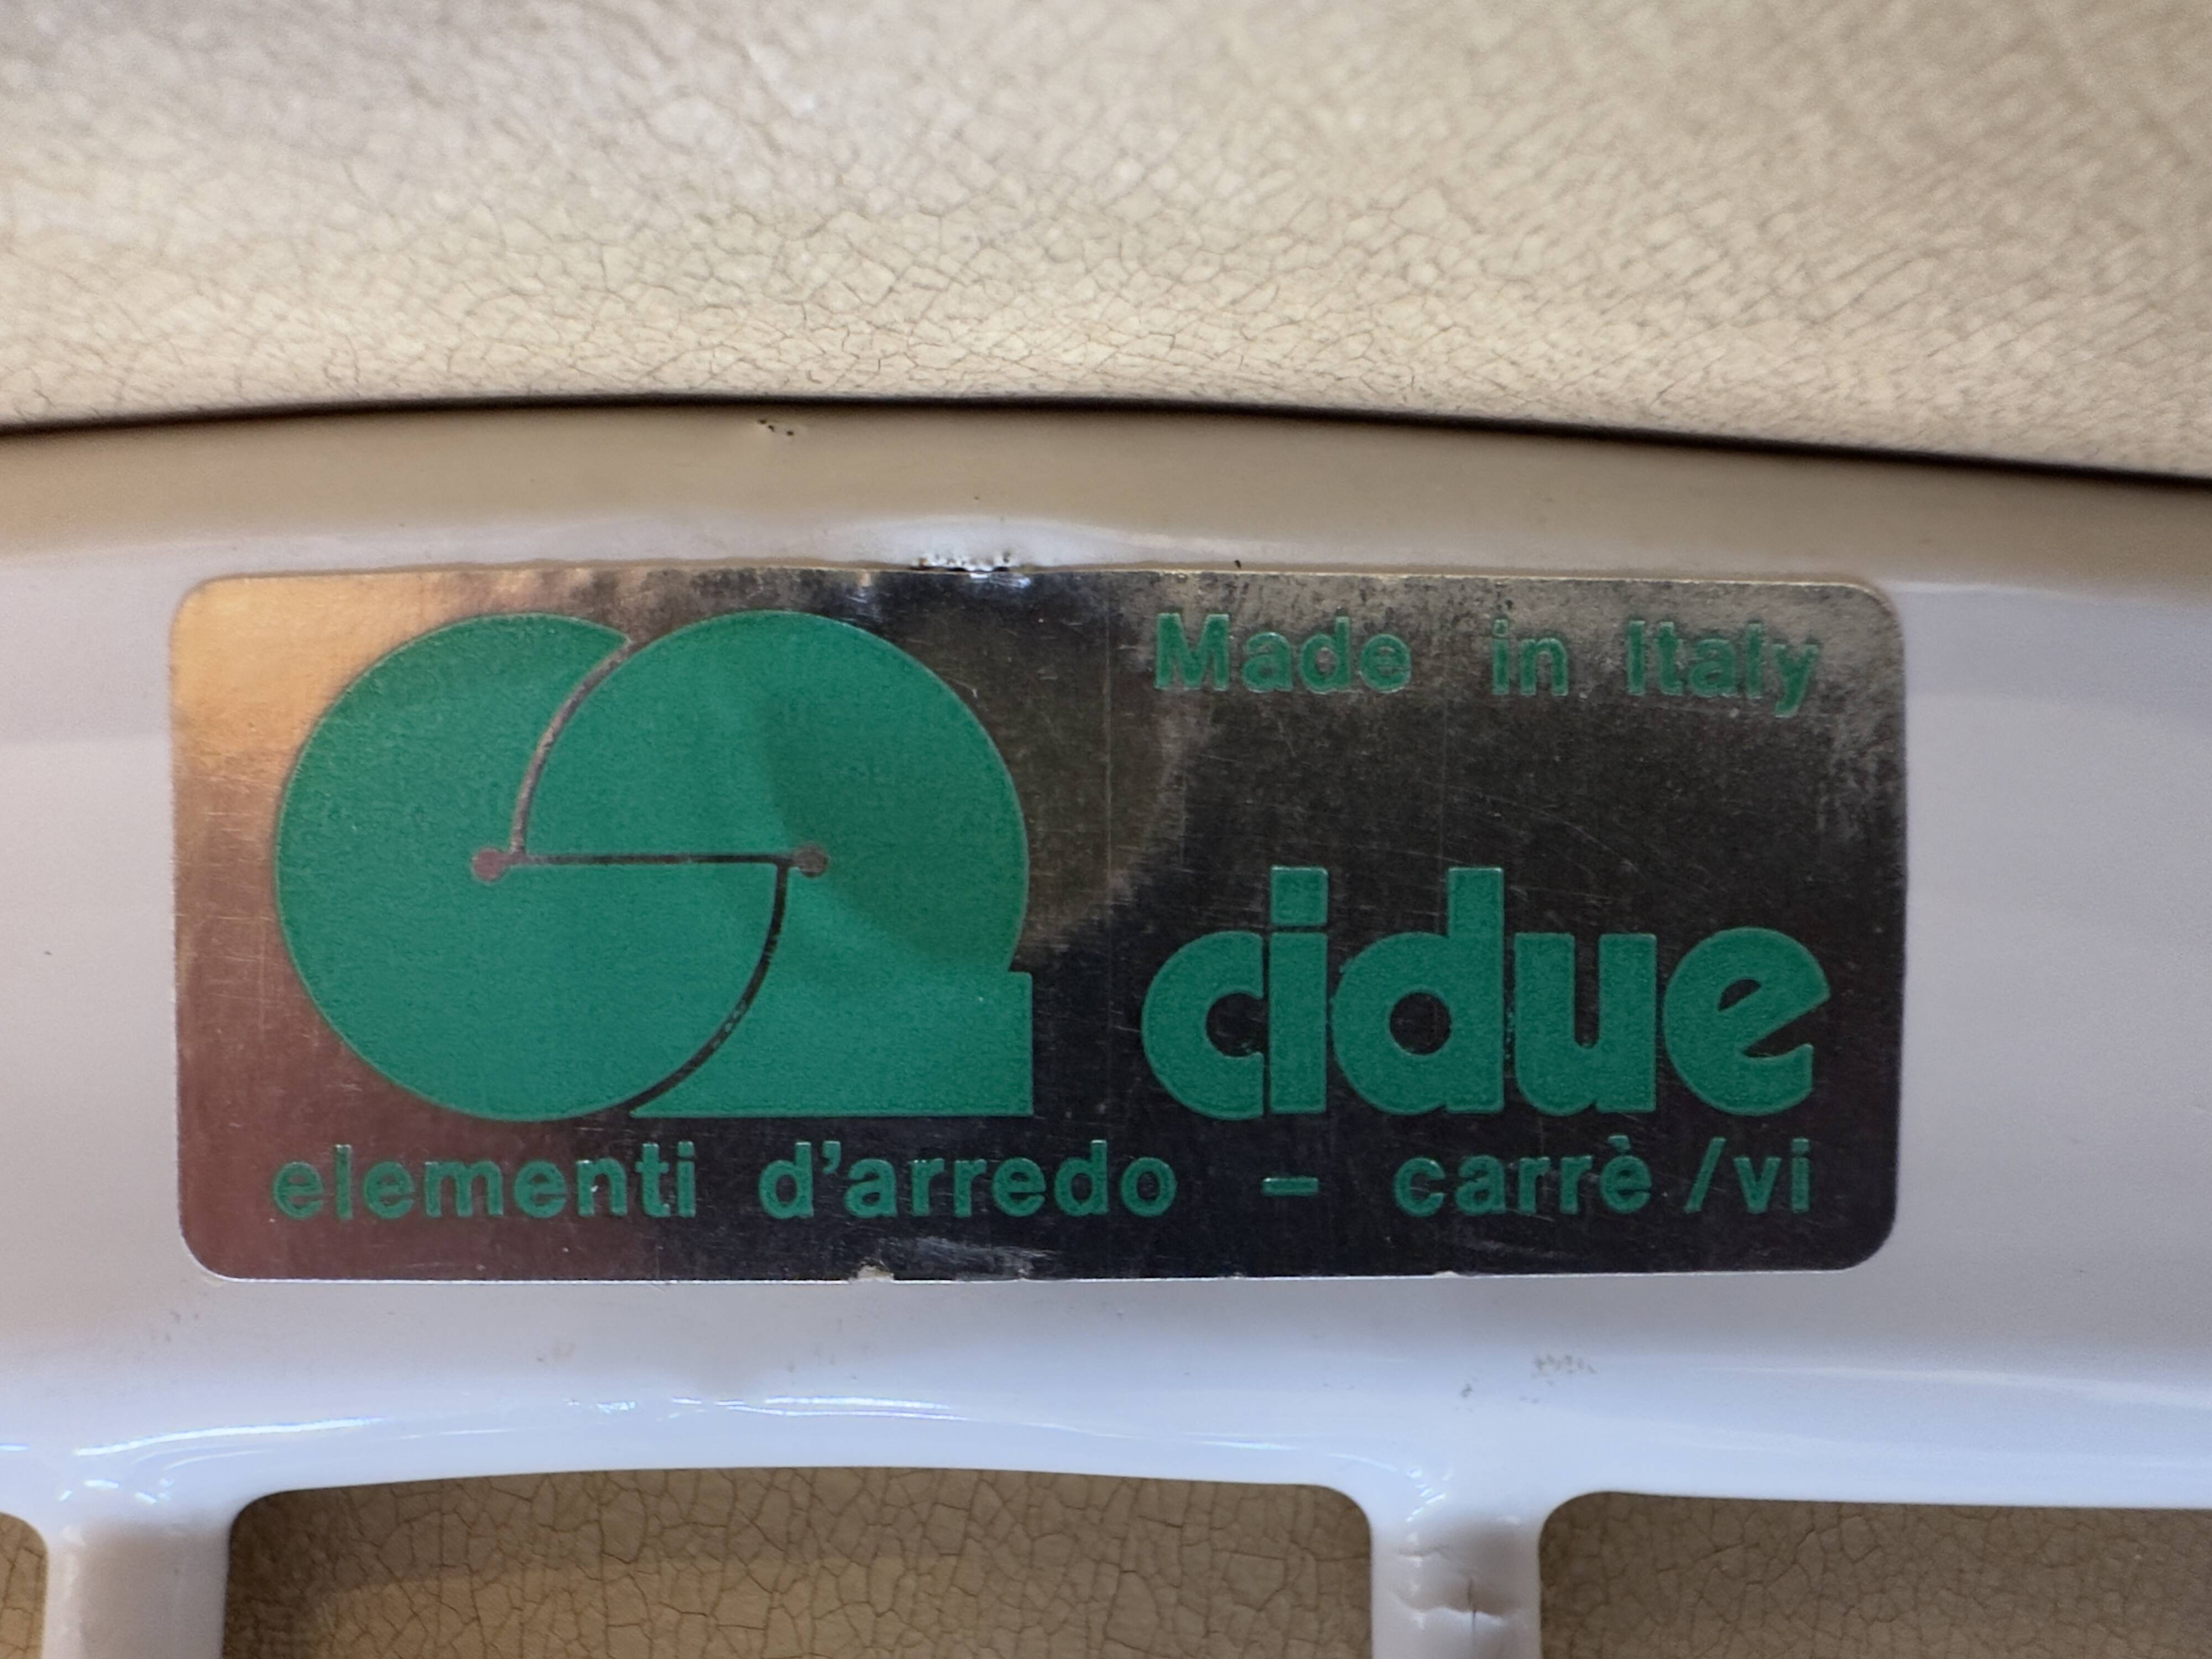 Made in Italy
cidue
elementi d'arredo - carrè /vi